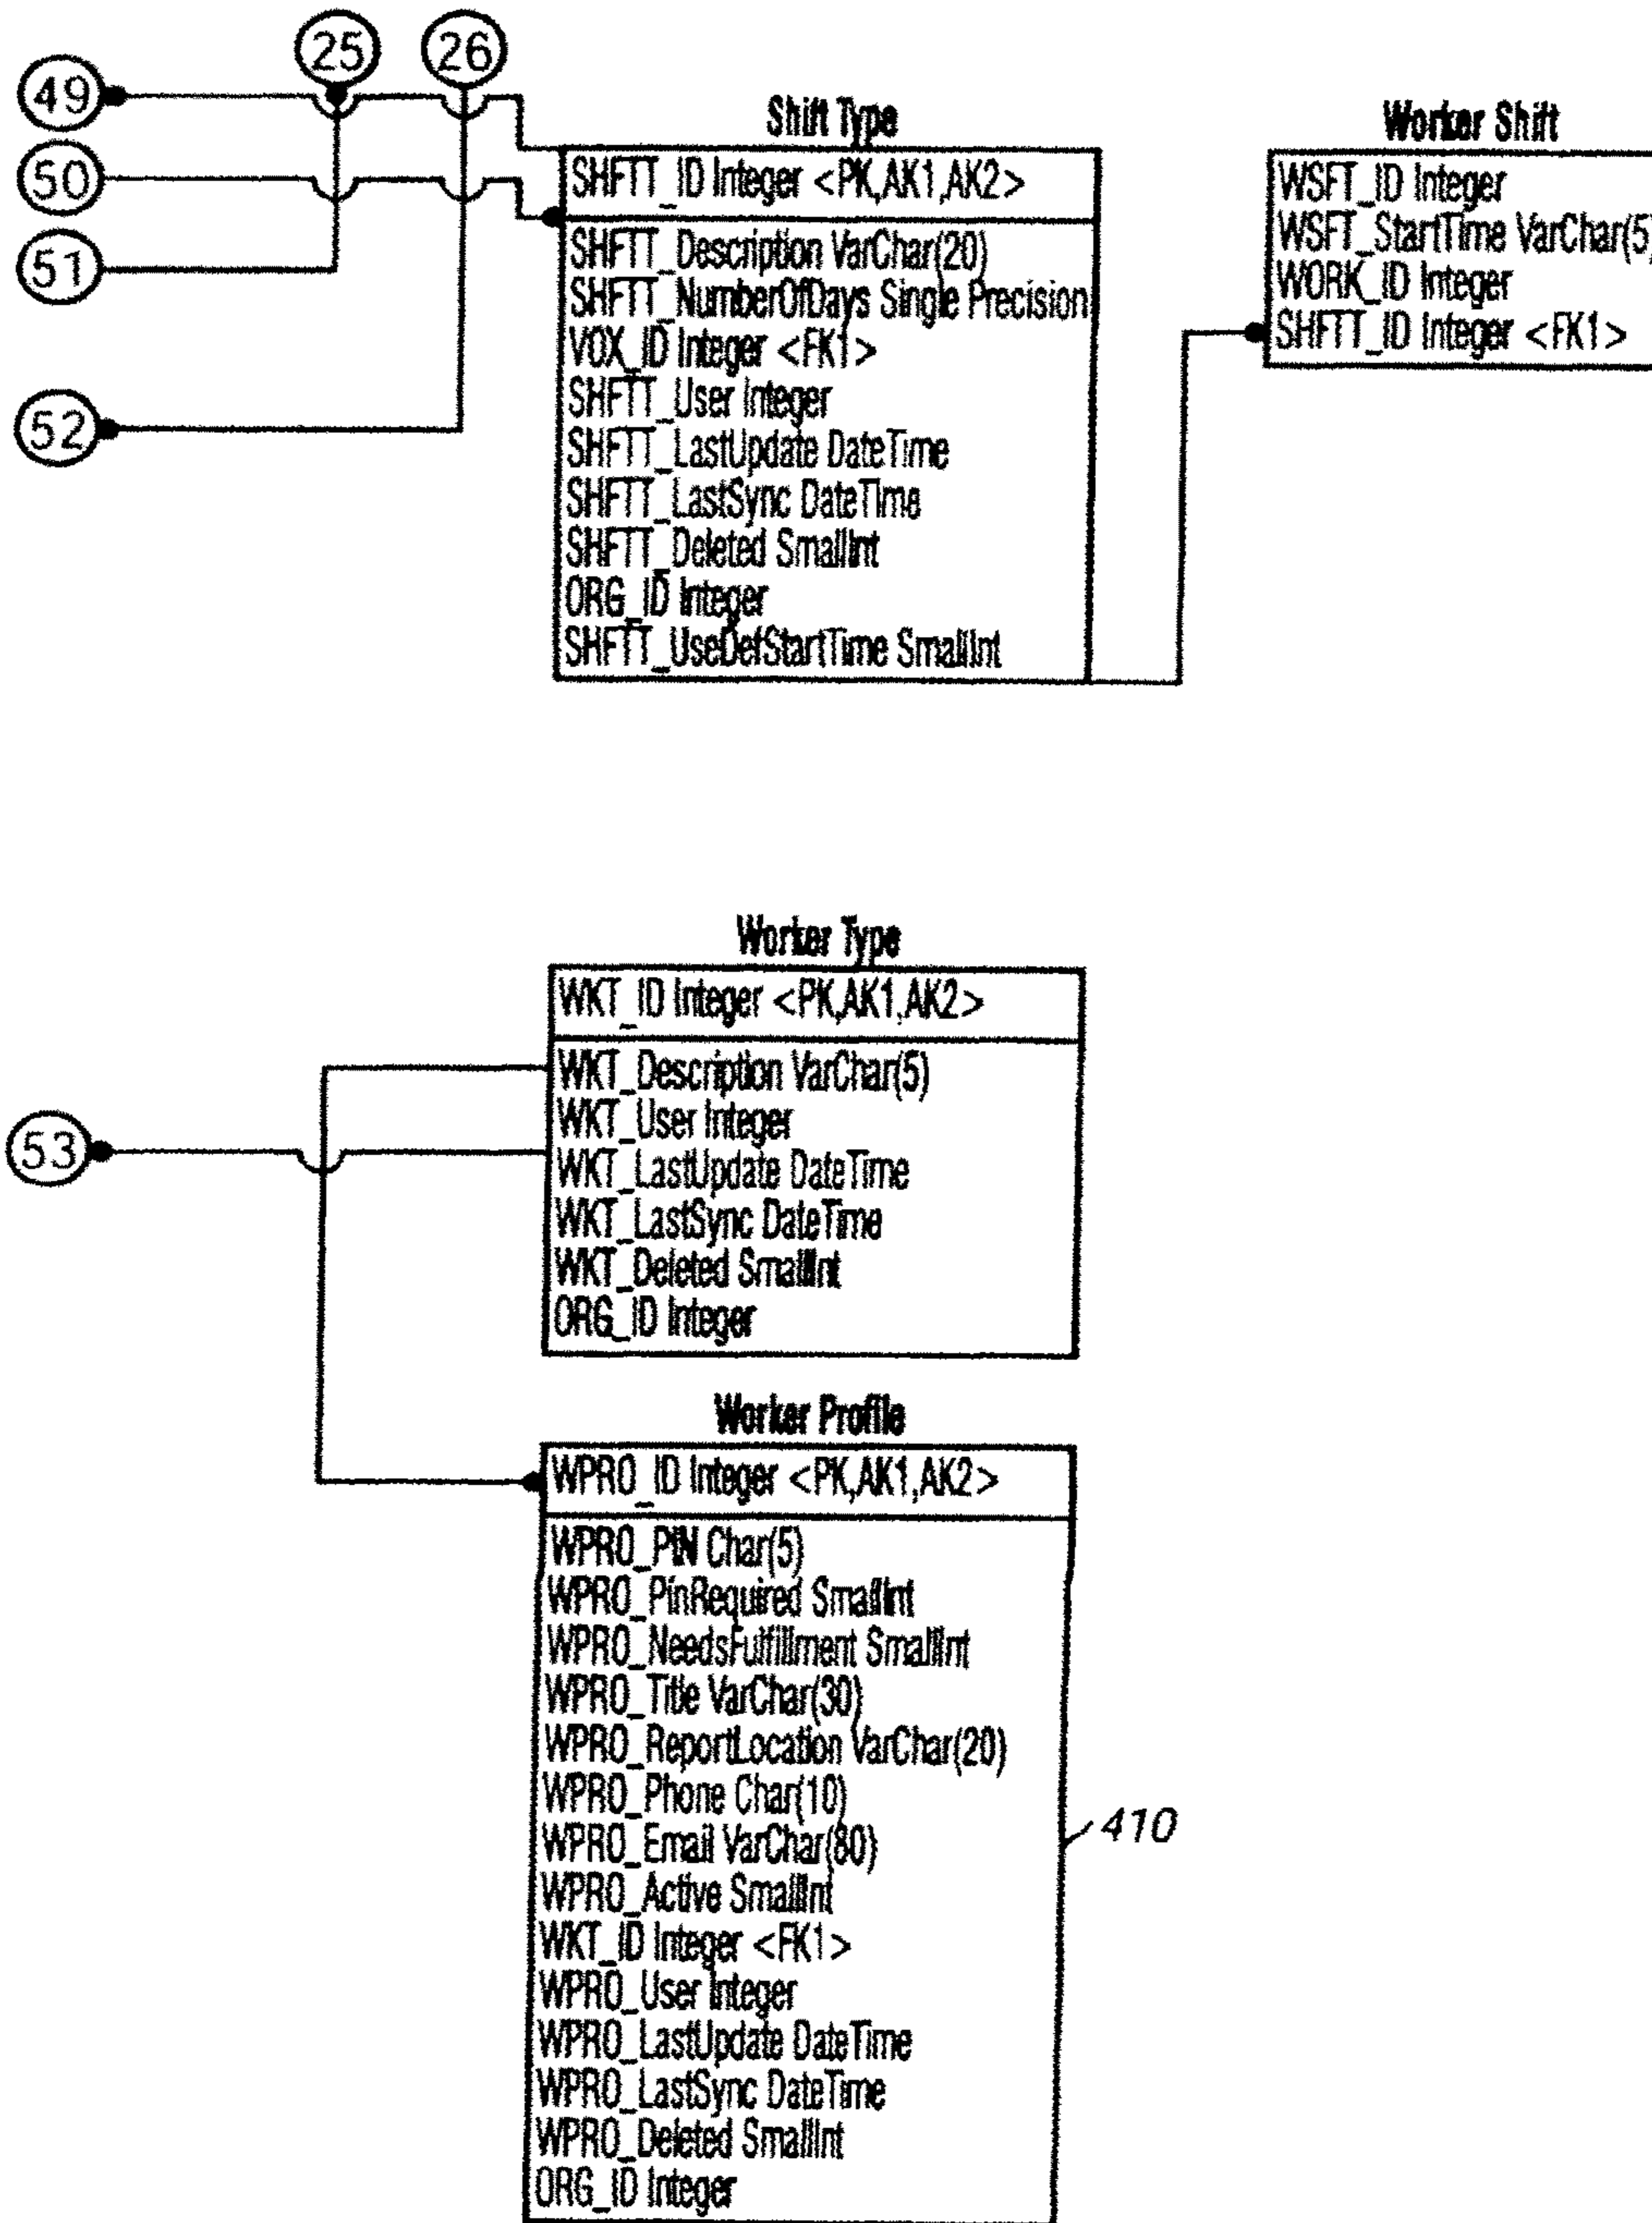 25
26
49
50
51
52
Shift Type
SHFTT_ID Integer <PK,AK1,AK2>
SHFTT_Description VarChar(20)
SHFTT_NumberOfDays Single Precision
VOX_ID Integer <FK1>
SHFTT_User Integer
SHFTT_LastUpdate DateTime
SHFTT_LastSync DateTime
SHFTT_Deleted SmallInt
ORG_ID Integer
SHFTT_UseDefStartTime SmallInt
Worker Shift
WSFT_ID Integer
WSFT_StartTime VarChar(5)
WORK_ID Integer
SHFTT_ID Integer <FK1>
53
Worker Type
WKT_ID Integer <PK,AK1,AK2>
WKT_Description VarChar(5)
WKT_User Integer
WKT_LastUpdate DateTime
WKT_LastSync DateTime
WKT_Deleted SmallInt
ORG_ID Integer
Worker Profile
WPRO_ID Integer <PK,AK1,AK2>
WPRO_PIN Char(5)
WPRO_PinRequired SmallInt
WPRO_NeedsFulfillment SmallInt
WPRO_Title VarChar(30)
WPRO_ReportLocation VarChar(20)
WPRO_Phone Char(10)
WPRO_Email VarChar(80)
WPRO_Active SmallInt
WKT_ID Integer <FK1>
WPRO_User Integer
WPRO_LastUpdate DateTime
WPRO_LastSync DateTime
WPRO_Deleted SmallInt
ORG_ID Integer
410